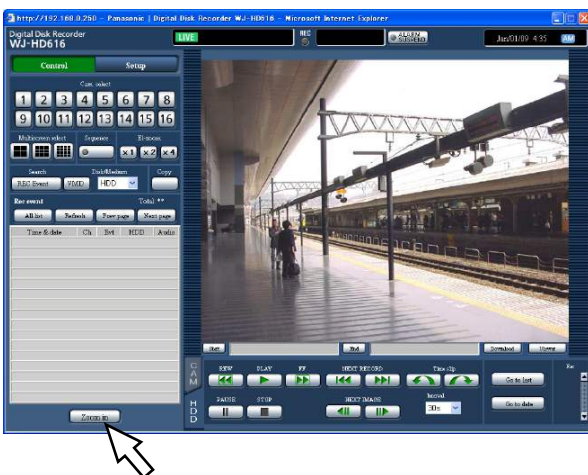 http://192.168.0.250 - Panasonic | Digital Disk Recorder WJ-HD616 - Microsoft Internet Explorer
Digital Disk Recorder
WJ-HD616
LIVE
REC
ALARM
SUSPEND
Jan/01/09 4:35 AM
Control Setup
Cam. select
1 2 3 4 5 6 7 8
9 10 11 12 13 14 15 16
Multiscreen select Sequence El-zoom
x1 x2 x4
Search Disk/Medium Copy
REC Event VMD HDD
Rec event Total: **
All list Refresh Prev page Next page
Time & date Ch Evt HDD Audio
Start End Download Viewer
CAM
REW PLAY FF NEXT RECORD Time slip
Go to last
Rec
HDD
PAUSE STOP NEXT IMAGE Interval
30s
Go to date
Zoom in